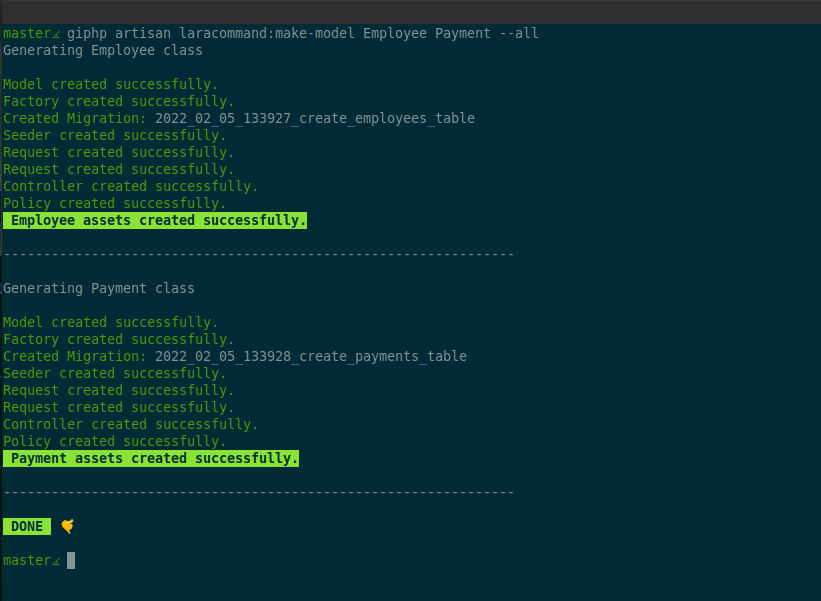 master∠ giphp artisan laracommand:make-model Employee Payment --all
Generating Employee class
Model created successfully.
Factory created successfully.
Created Migration: 2022_02_05_133927_create_employees_table
Seeder created successfully.
Request created successfully.
Request created successfully.
Controller created successfully.
Policy created successfully.
Employee assets created successfully.
----------------------------------------------------------------
Generating Payment class
Model created successfully.
Factory created successfully.
Created Migration: 2022_02_05_133928_create_payments_table
Seeder created successfully.
Request created successfully.
Request created successfully.
Controller created successfully.
Policy created successfully.
Payment assets created successfully.
----------------------------------------------------------------
DONE 🤙
master∠